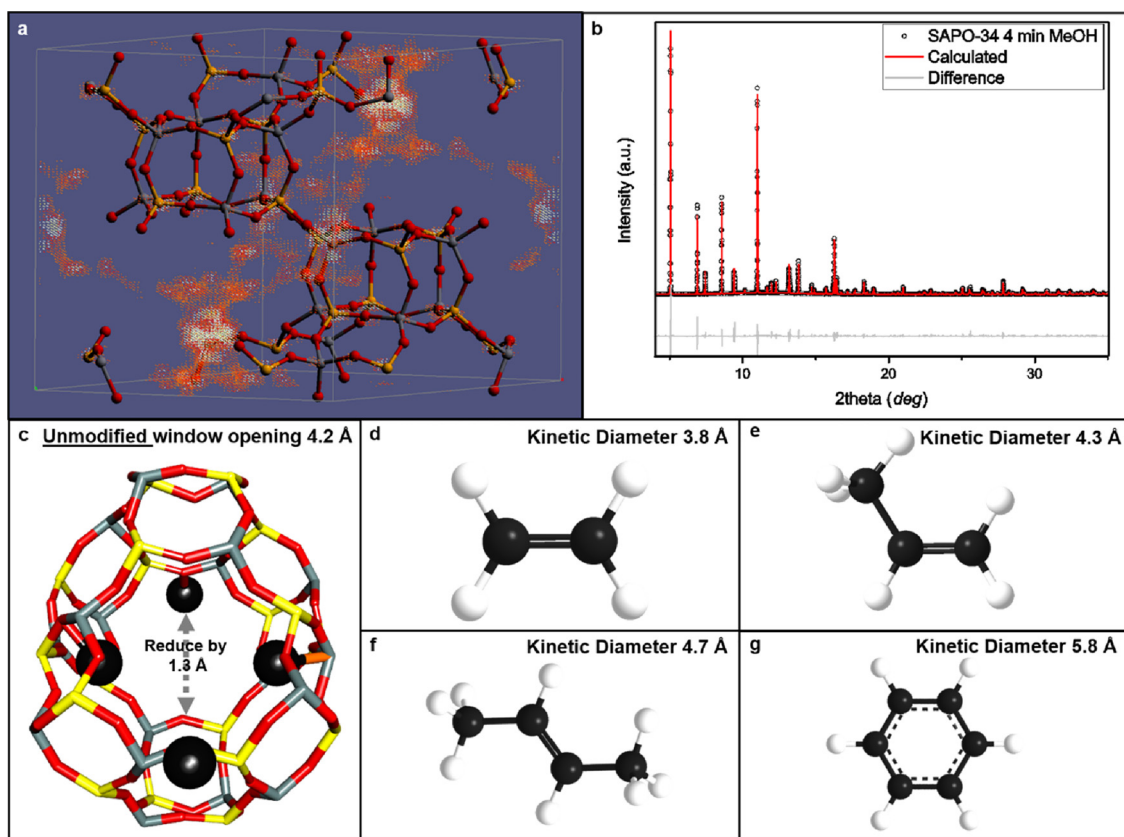 a
b
SAPO-34 4 min MeOH
Calculated
Difference
Intensity (a.u.)
10
20
30
2theta (deg)
c Unmodified window opening 4.2 Å
Reduce by
1.3 Å
d Kinetic Diameter 3.8 Å
e Kinetic Diameter 4.3 Å
f Kinetic Diameter 4.7 Å
g Kinetic Diameter 5.8 Å